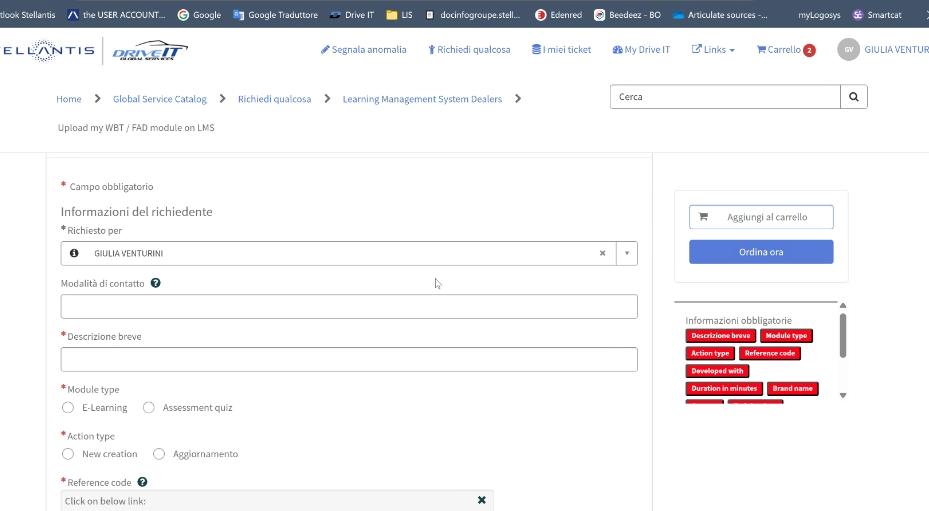 tlook Stellantis the USER ACCOUNT... Google Google Traduttore Drive IT LIS docinfogroupe.stell... Edenred Beedeez - BO Articulate sources -... myLogosys Smartcat
TELLANTIS DRIVEIT GLOBAL SERVICES Segnala anomalia Richiedi qualcosa I miei ticket My Drive IT Links Carrello 2 GV GIULIA VENTUR
Home Global Service Catalog Richiedi qualcosa Learning Management System Dealers
Cerca
Upload my WBT / FAD module on LMS
* Campo obbligatorio
Informazioni del richiedente
* Richiesto per
GIULIA VENTURINI
Modalità di contatto
* Descrizione breve
* Module type
E-Learning Assessment quiz
* Action type
New creation Aggiornamento
* Reference code
Click on below link:
Aggiungi al carrello
Ordina ora
Informazioni obbligatorie
Descrizione breve Module type
Action type Reference code
Developed with
Duration in minutes Brand name